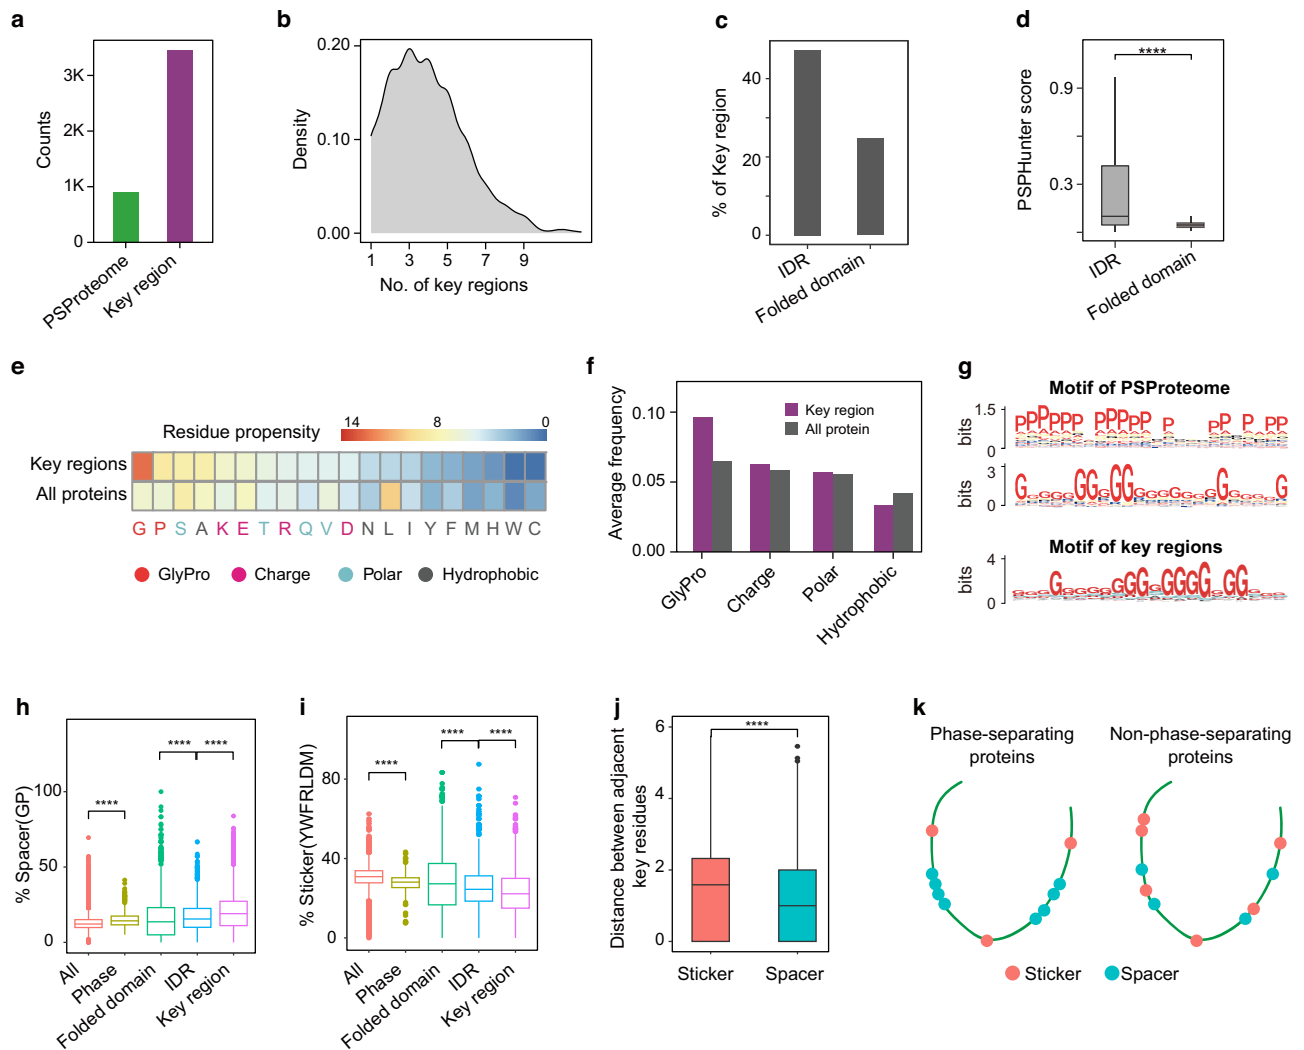 a
3K
2K
1K
0
Counts
PSProteome
Key region
b
0.20
0.10
0.00
Density
1 3 5 7 9
No. of key regions
c
40
20
0
% of Key region
IDR
Folded domain
d
****
0.9
0.3
PSPHunter score
IDR
Folded domain
e
Residue propensity
14 8 0
Key regions
All proteins
G P S A K E T R Q V D N L I Y F M H W C
GlyPro Charge Polar Hydrophobic
f
0.10
0.05
0.00
Average frequency
Key region
All protein
GlyPro
Charge
Polar
Hydrophobic
g
Motif of PSProteome
1.5
0
bits
PPPPPP PPPPP P PP P PP
3
0
bits
GGGGGGGGGGGGGGGGGGGGGGG
Motif of key regions
4
0
bits
h
100
50
0
% Spacer(GP)
****
**** ****
All
Phase
Folded domain
IDR
Key region
i
80
40
0
% Sticker(YWFRLDM)
****
**** ****
All
Phase
Folded domain
IDR
Key region
j
6
4
2
0
Distance between adjacent
key residues
****
Sticker Spacer
k
Phase-separating
proteins
Non-phase-separating
proteins
Sticker Spacer